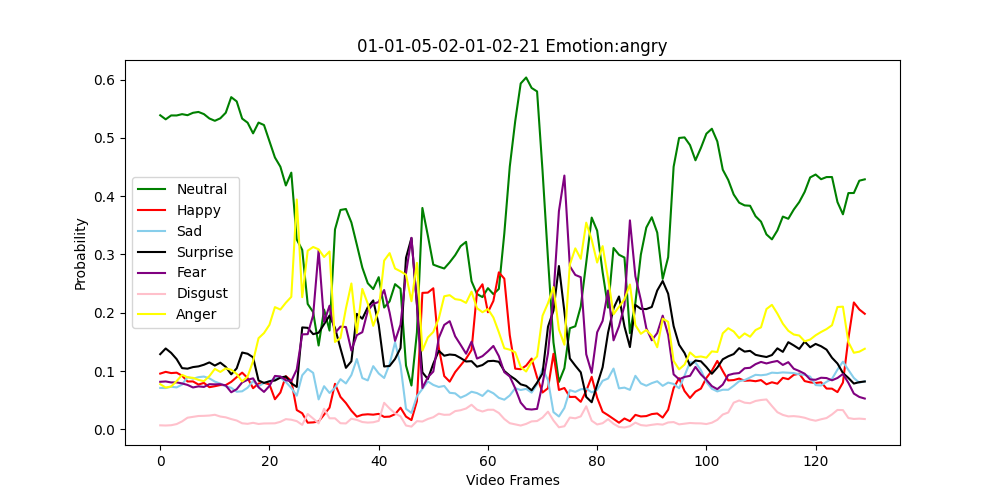 01-01-05-02-01-02-21 Emotion:angry
Probability
0.6
0.5
0.4
0.3
0.2
0.1
0.0
Neutral
Happy
Sad
Surprise
Fear
Disgust
Anger
0 20 40 60 80 100 120
Video Frames